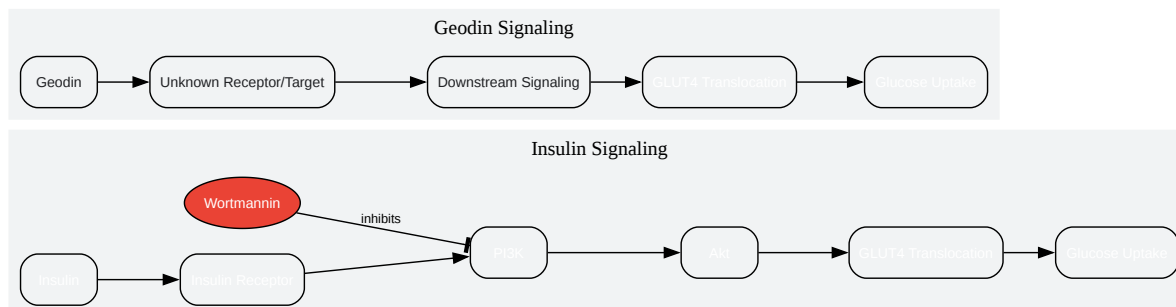 Geodin Signaling
Geodin
Unknown Receptor/Target
Downstream Signaling
GLUT4 Translocation
Glucose Uptake
Insulin Signaling
Wortmannin
inhibits
Insulin
Insulin Receptor
PI3K
Akt
GLUT4 Translocation
Glucose Uptake